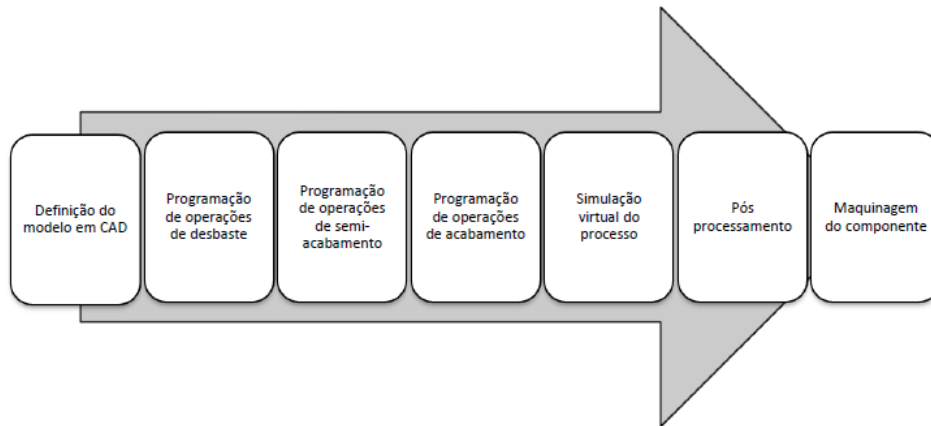 Definição do
modelo em CAD
Programação
de operações
de desbaste
Programação
de operações
de semi-
acabamento
Programação
de operações
de acabamento
Simulação
virtual do
processo
Pós
processamento
Maquinagem
do componente